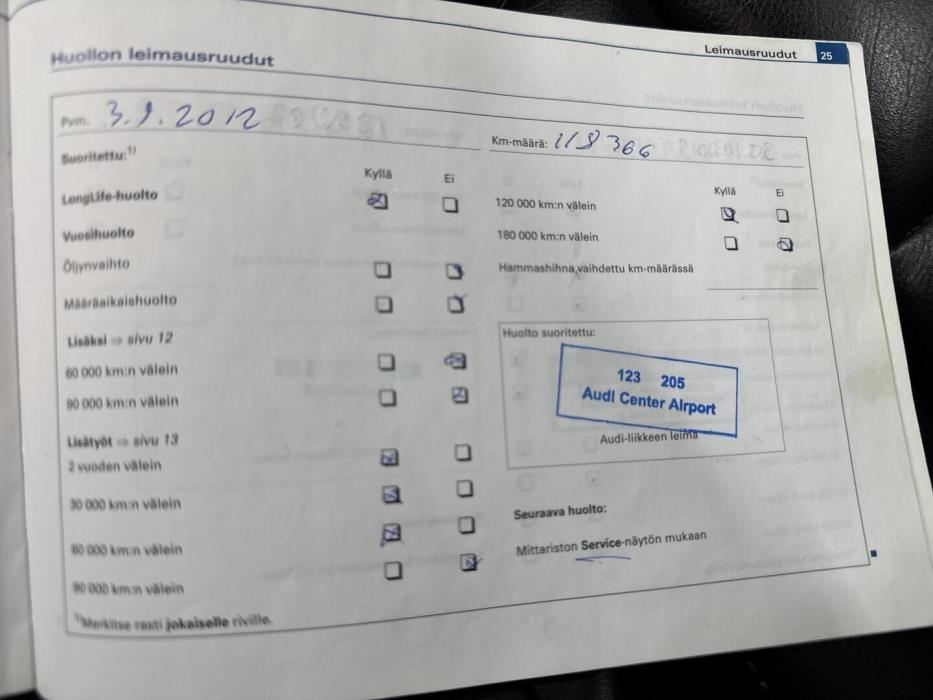 Leimausruudut 25
Huollon leimausruudut
Pvm. 3.9.2012
Km-määrä: 118 366
Suoritettu:¹⁾
Kyllä Ei
LongLife-huolto
Vuosihuolto
Öljynvaihto
Määräaikaishuolto
Lisäksi ⇨ sivu 12
60 000 km:n välein
90 000 km:n välein
Lisätyöt ⇨ sivu 13
2 vuoden välein
30 000 km:n välein
60 000 km:n välein
90 000 km:n välein
¹⁾Merkitse rasti jokaiselle riville.
Kyllä Ei
120 000 km:n välein
180 000 km:n välein
Hammashihna vaihdettu km-määrässä
Huolto suoritettu:
123 205
Audi Center Airport
Audi-liikkeen leima
Seuraava huolto:
Mittariston Service-näytön mukaan